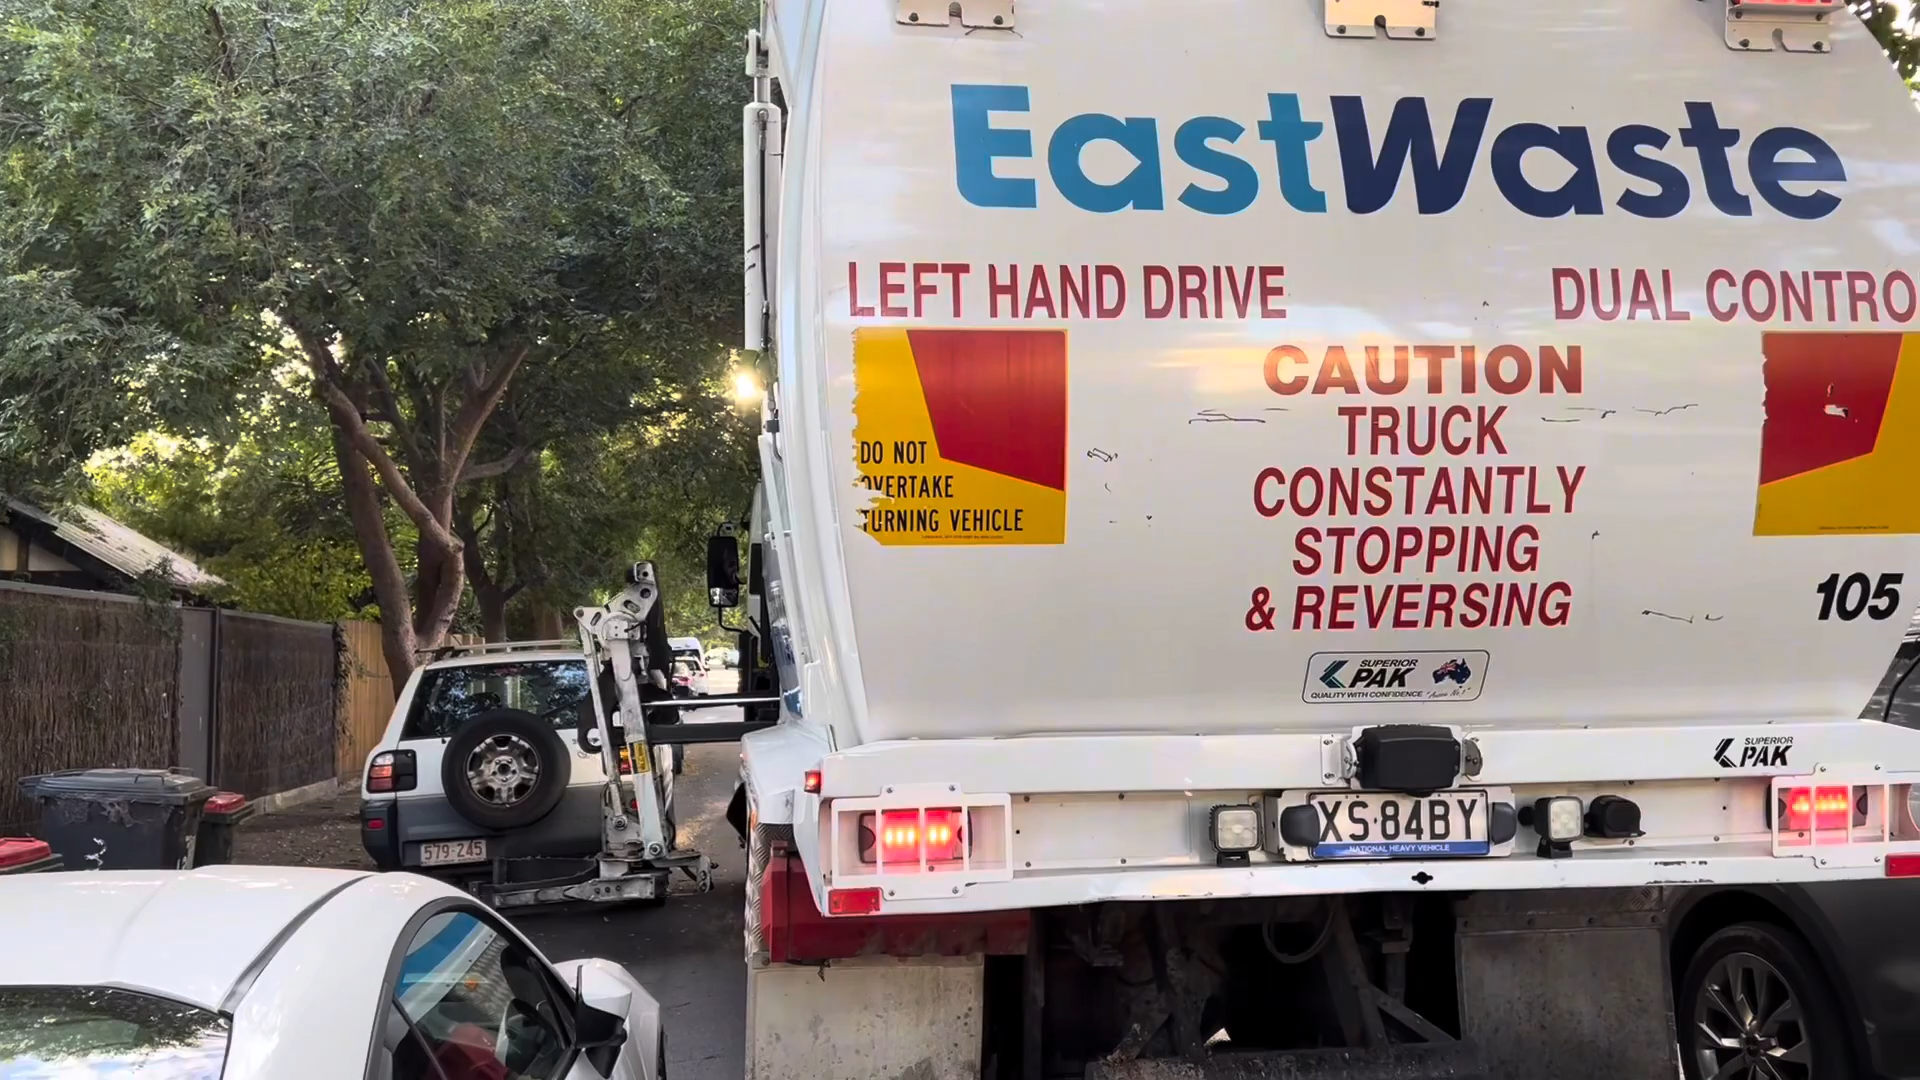 EastWaste
LEFT HAND DRIVE
DUAL CONTRO
CAUTION
TRUCK
CONSTANTLY
STOPPING
& REVERSING
DO NOT
OVERTAKE
TURNING VEHICLE
105
SUPERIOR
PAK
QUALITY WITH CONFIDENCE
SUPERIOR
PAK
XS·84BY
NATIONAL HEAVY VEHICLE
579·245